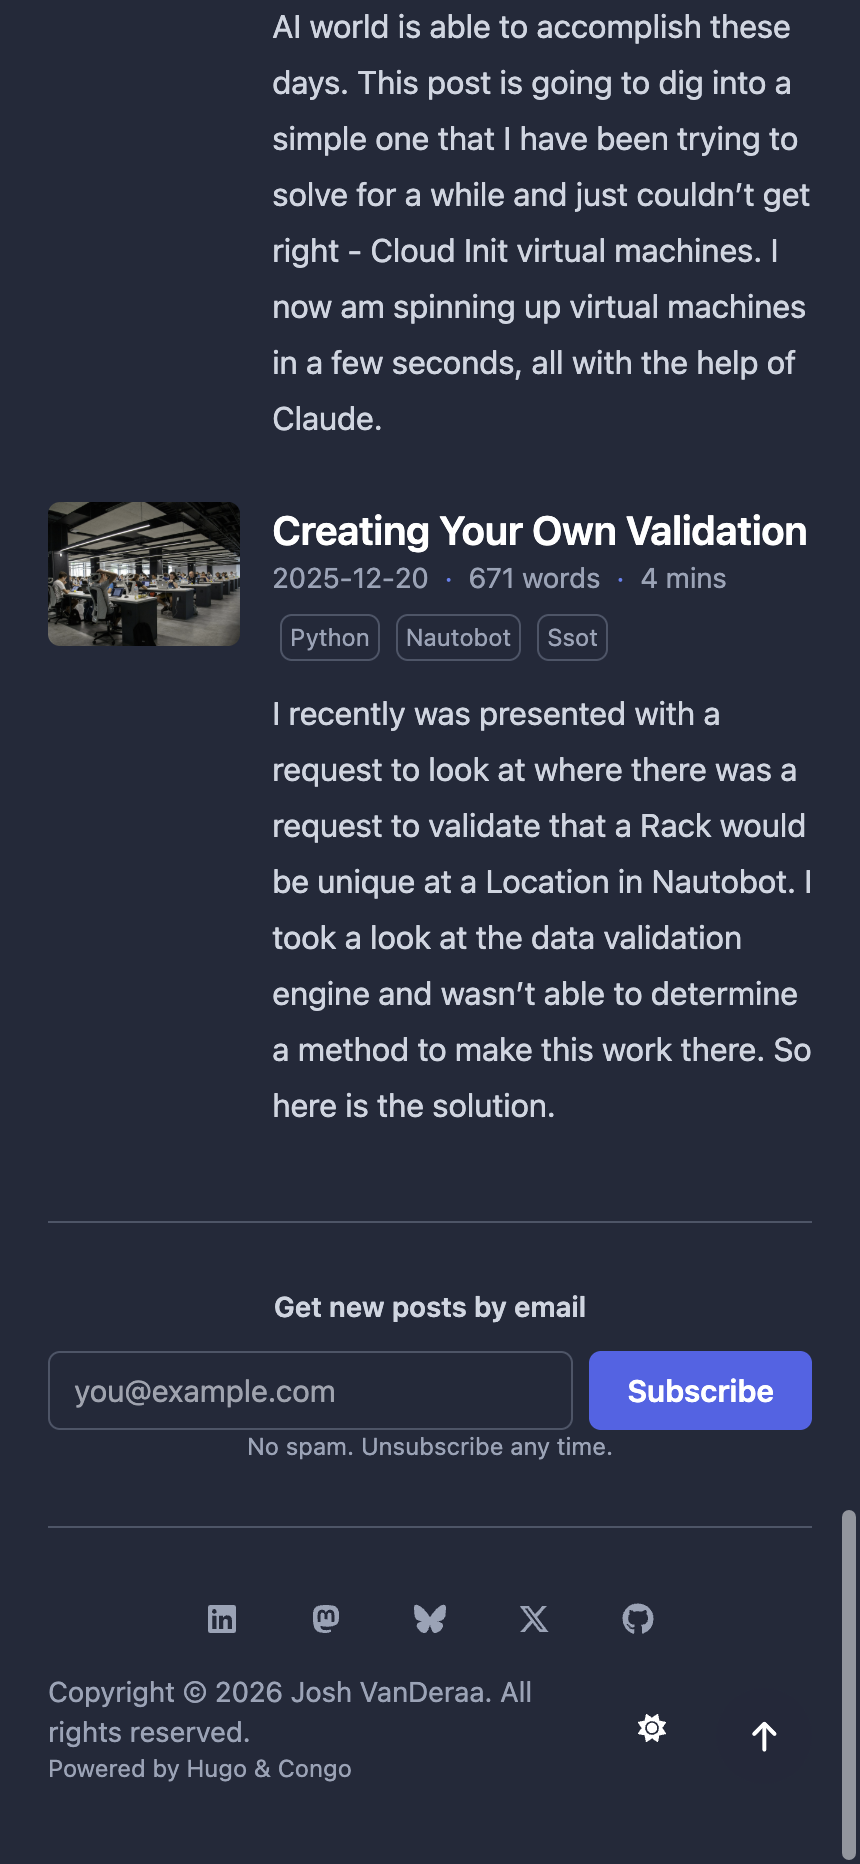 AI world is able to accomplish these
days. This post is going to dig into a
simple one that I have been trying to
solve for a while and just couldn’t get
right - Cloud Init virtual machines. I
now am spinning up virtual machines
in a few seconds, all with the help of
Claude.
Creating Your Own Validation
2025-12-20 · 671 words · 4 mins
Python Nautobot Ssot
I recently was presented with a
request to look at where there was a
request to validate that a Rack would
be unique at a Location in Nautobot. I
took a look at the data validation
engine and wasn’t able to determine
a method to make this work there. So
here is the solution.
Get new posts by email
you@example.com Subscribe
No spam. Unsubscribe any time.
Copyright © 2026 Josh VanDeraa. All
rights reserved.
Powered by Hugo & Congo